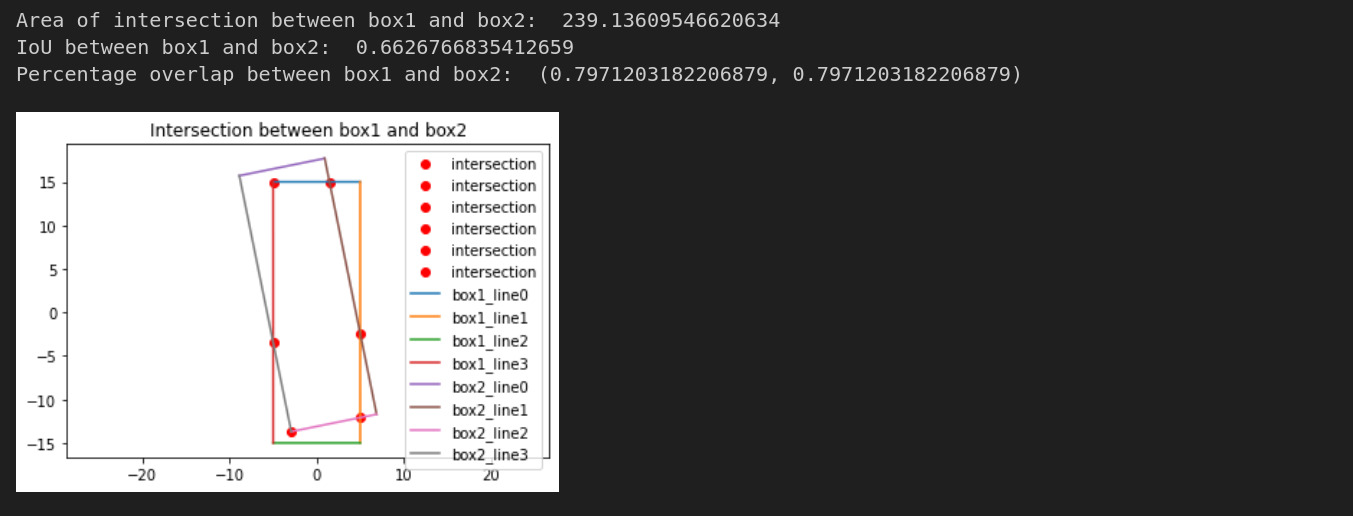 Area of intersection between box1 and box2:  239.13609546620634
IoU between box1 and box2:  0.6626766835412659
Percentage overlap between box1 and box2:  (0.7971203182206879, 0.7971203182206879)
Intersection between box1 and box2
intersection
intersection
intersection
intersection
intersection
intersection
box1_line0
box1_line1
box1_line2
box1_line3
box2_line0
box2_line1
box2_line2
box2_line3
15
10
5
0
−5
−10
−15
−20 −10 0 10 20